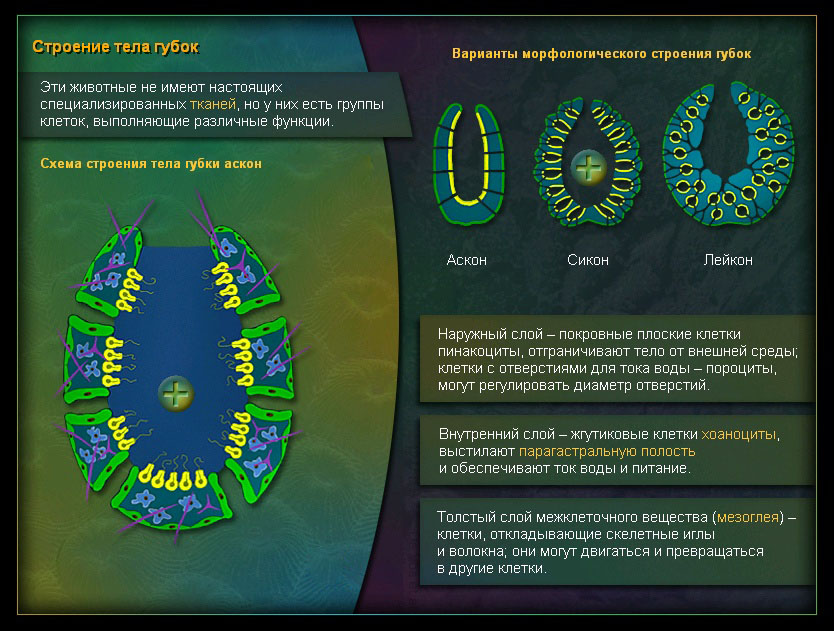 Строение тела губок
Эти животные не имеют настоящих
специализированных тканей, но у них есть группы
клеток, выполняющие различные функции.
Схема строения тела губки аскон
Варианты морфологического строения губок
Аскон
Сикон
Лейкон
Наружный слой – покровные плоские клетки
пинакоциты, отграничивают тело от внешней среды;
клетки с отверстиями для тока воды – пороциты,
могут регулировать диаметр отверстий.
Внутренний слой – жгутиковые клетки хоаноциты,
выстилают парагастральную полость
и обеспечивают ток воды и питание.
Толстый слой межклеточного вещества (мезоглея) –
клетки, откладывающие скелетные иглы
и волокна; они могут двигаться и превращаться
в другие клетки.